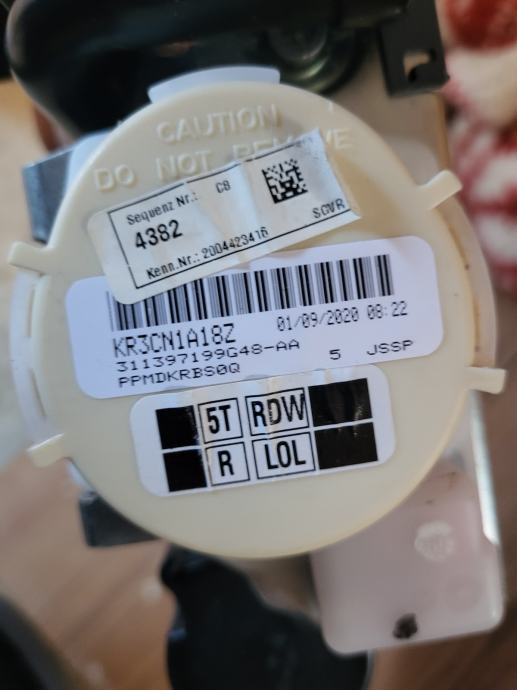 CAUTION
DO NOT REMOVE
Sequenz Nr.: C8
4382
Kenn.Nr.: 2004423416
SGVR
KR3CN1A18Z
01/09/2020 08:22
311397199G48-AA 5 JSSP
PPMDKRBS0Q
5T RDW
R LOL